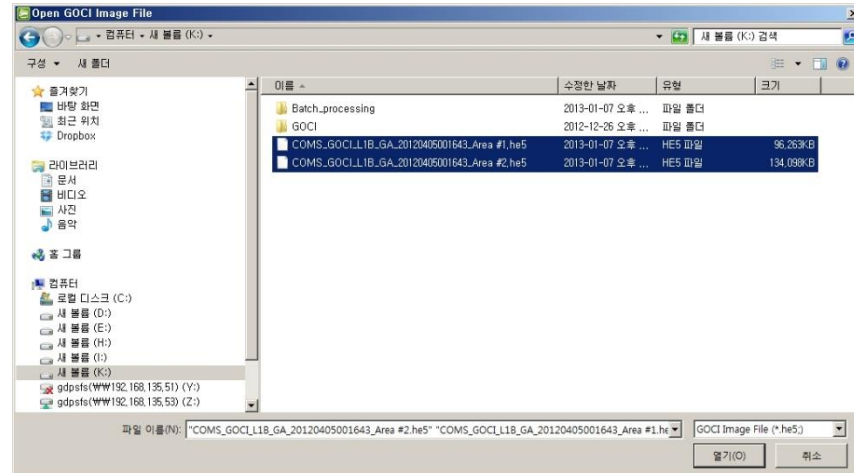 Open GOCI Image File
컴퓨터 ▸ 새 볼륨 (K:) ▸
새 볼륨 (K:) 검색
구성 새 폴더
이름 수정한 날짜 유형 크기
Batch_processing 2013-01-07 오후 ... 파일 폴더
GOCI 2012-12-26 오후 ... 파일 폴더
COMS_GOCI_L1B_GA_20120405001643_Area #1.he5 2013-01-07 오후 ... HE5 파일 96,263KB
COMS_GOCI_L1B_GA_20120405001643_Area #2.he5 2013-01-07 오후 ... HE5 파일 134,098KB
즐겨찾기
바탕 화면
최근 위치
Dropbox
라이브러리
문서
비디오
사진
음악
홈 그룹
컴퓨터
로컬 디스크 (C:)
새 볼륨 (D:)
새 볼륨 (E:)
새 볼륨 (H:)
새 볼륨 (I:)
새 볼륨 (K:)
gdpsfs(₩₩192.168.135.51) (Y:)
gdpsfs(₩₩192.168.135.53) (Z:)
파일 이름(N): "COMS_GOCI_L1B_GA_20120405001643_Area #2.he5" "COMS_GOCI_L1B_GA_20120405001643_Area #1.he
GOCI Image File (*.he5;)
열기(O) 취소